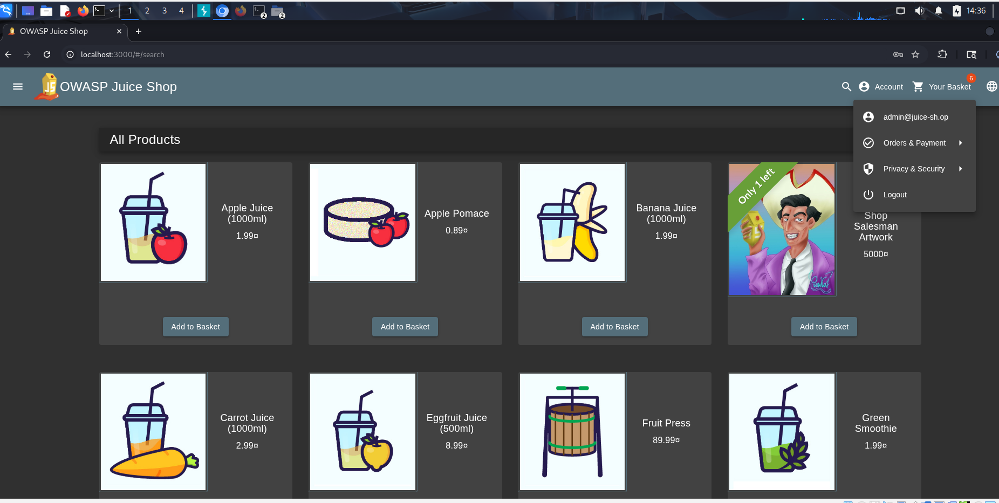 1 2 3 4
2 2
14:36
OWASP Juice Shop
localhost:3000/#/search
OWASP Juice Shop
Account
Your Basket
6
admin@juice-sh.op
Orders & Payment
Privacy & Security
Logout
All Products
Apple Juice
(1000ml)
1.99¤
Add to Basket
Apple Pomace
0.89¤
Add to Basket
Banana Juice
(1000ml)
1.99¤
Add to Basket
Only 1 left
Shop
Salesman
Artwork
5000¤
Add to Basket
Carrot Juice
(1000ml)
2.99¤
Eggfruit Juice
(500ml)
8.99¤
Fruit Press
89.99¤
Green
Smoothie
1.99¤